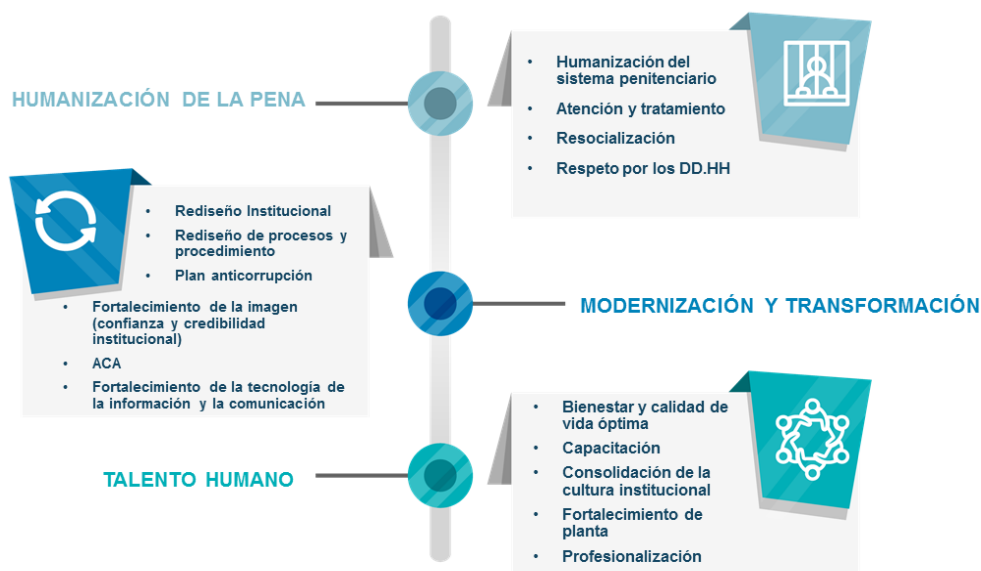 HUMANIZACIÓN DE LA PENA
• Humanización del
sistema penitenciario
• Atención y tratamiento
• Resocialización
• Respeto por los DD.HH
• Rediseño Institucional
• Rediseño de procesos y
procedimiento
• Plan anticorrupción
• Fortalecimiento de la imagen
(confianza y credibilidad
institucional)
• ACA
• Fortalecimiento de la tecnología de
la información y la comunicación
MODERNIZACIÓN Y TRANSFORMACIÓN
TALENTO HUMANO
• Bienestar y calidad de
vida óptima
• Capacitación
• Consolidación de la
cultura institucional
• Fortalecimiento de
planta
• Profesionalización